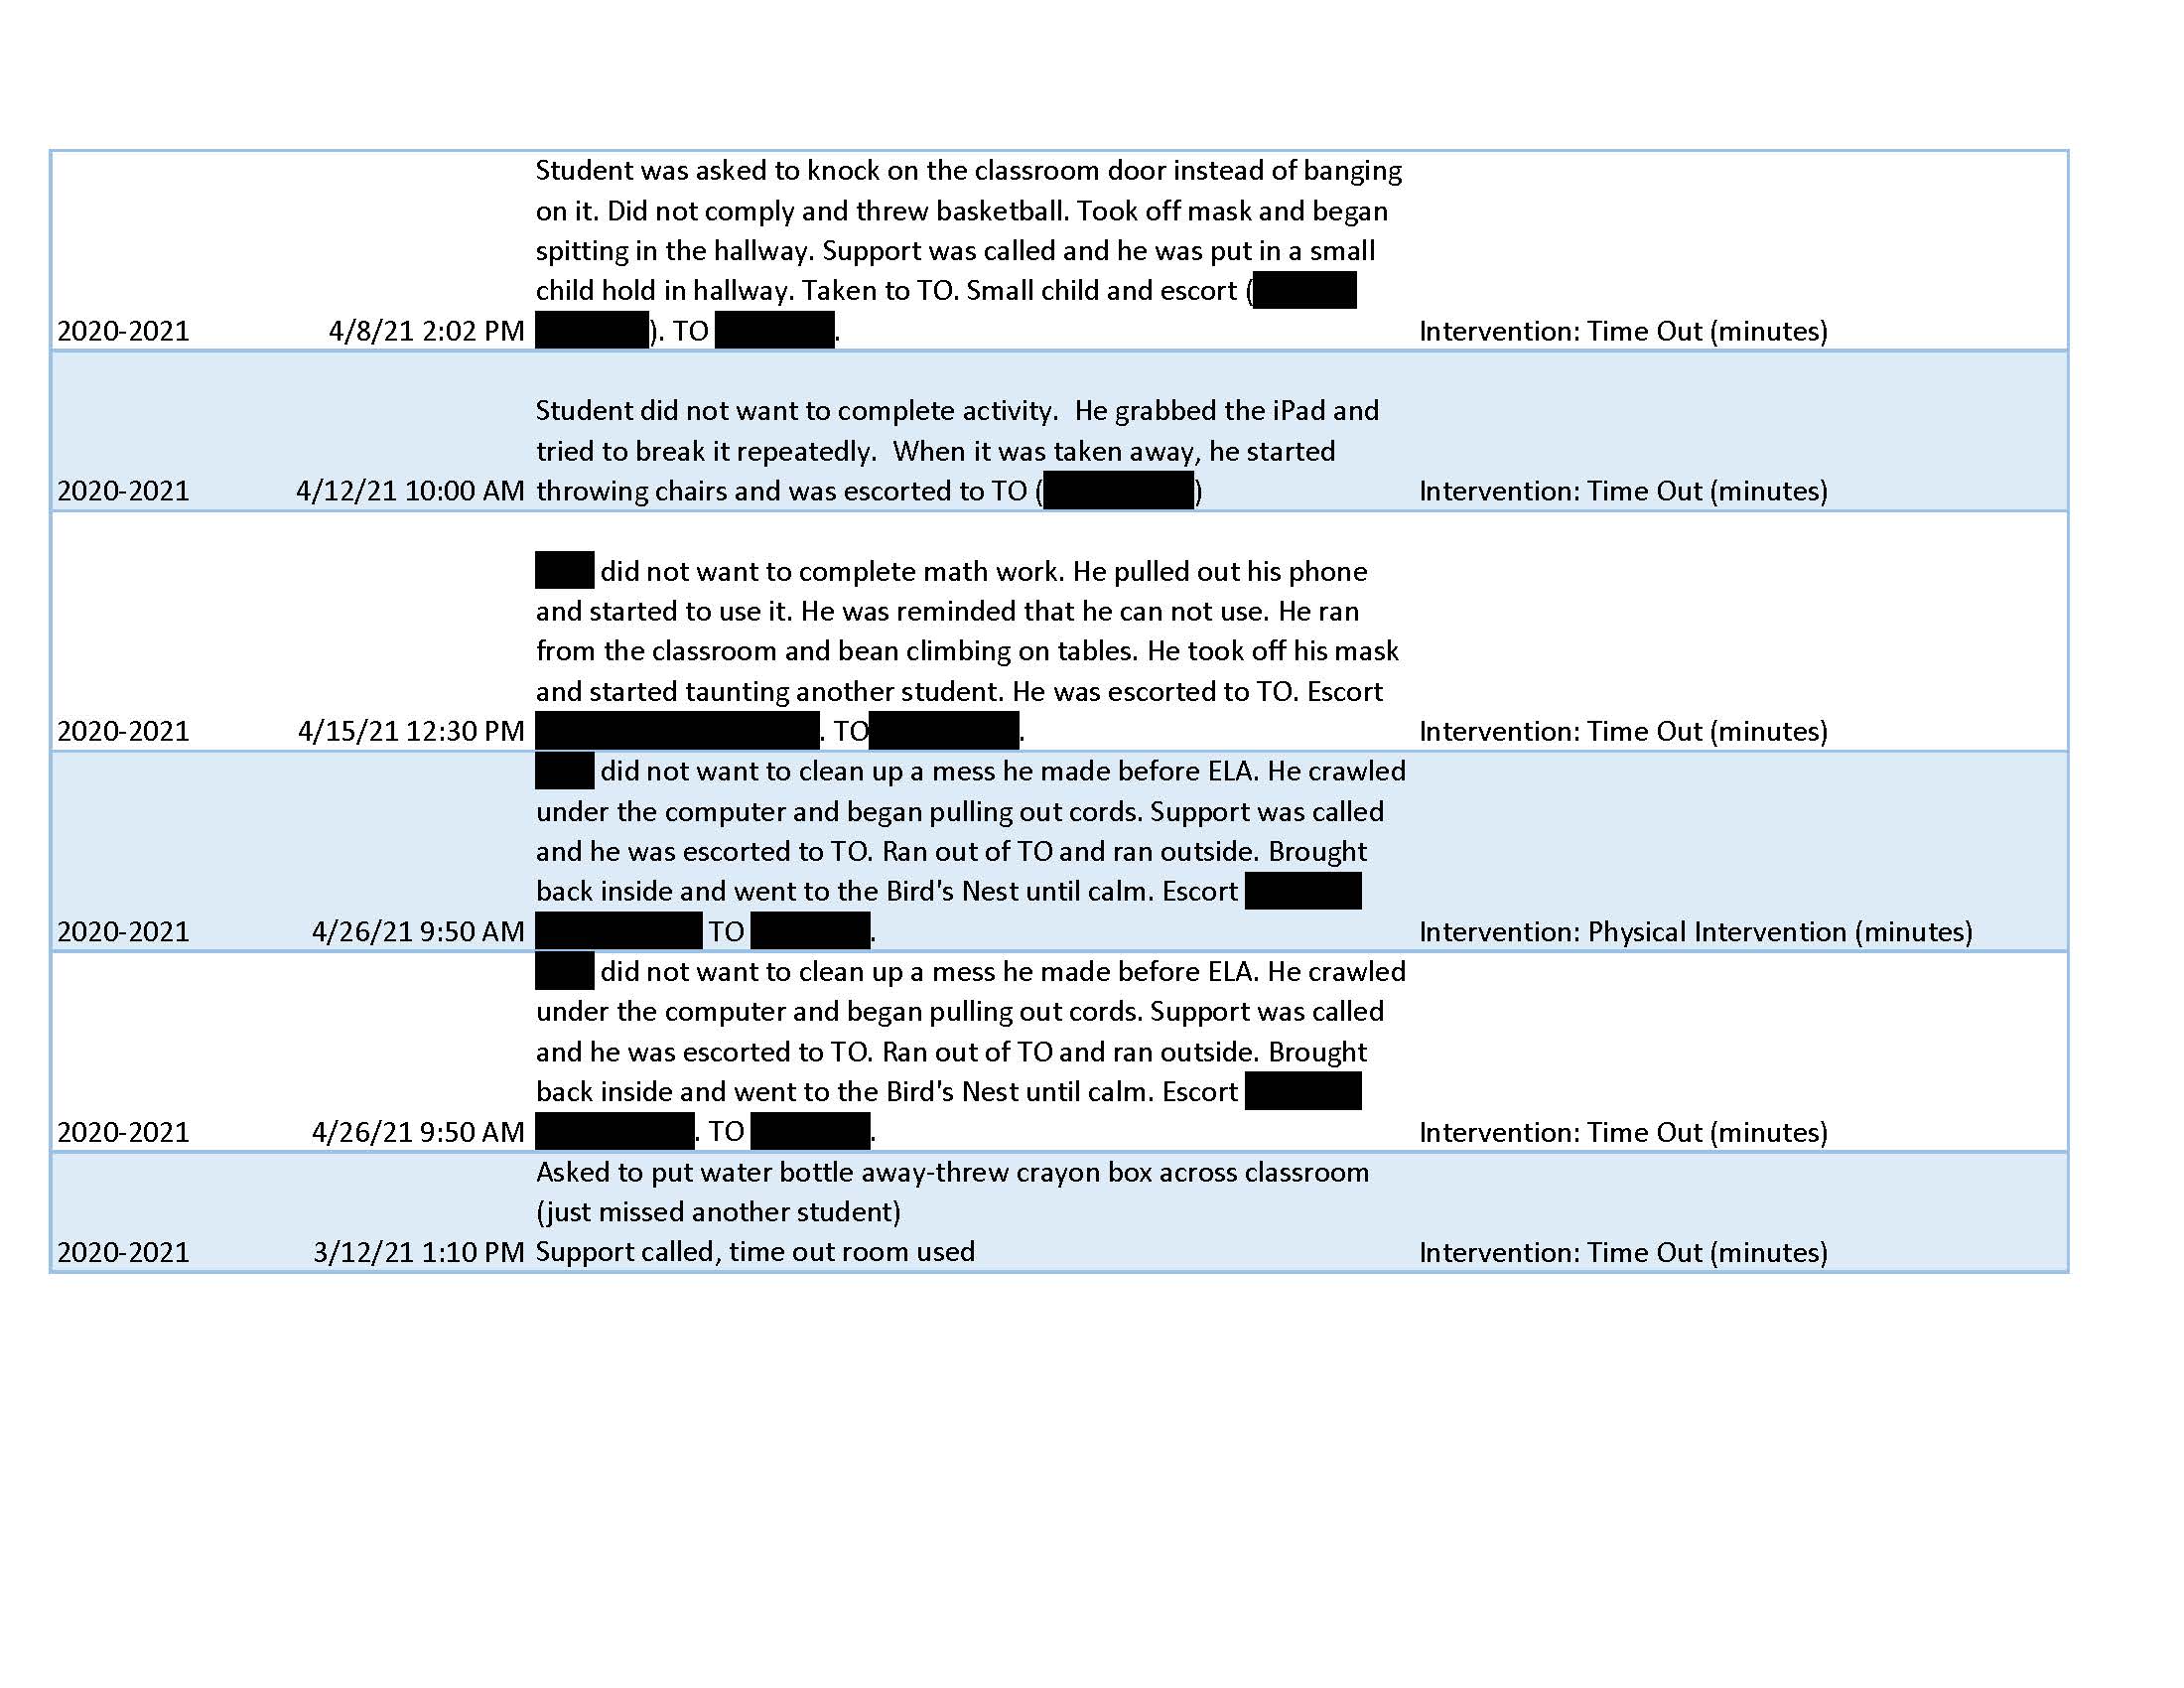 Student was asked to knock on the classroom door instead of banging
on it. Did not comply and threw basketball. Took off mask and began
spitting in the hallway. Support was called and he was put in a small
child hold in hallway. Taken to TO. Small child and escort (
2020-2021 4/8/21 2:02 PM ). TO . Intervention: Time Out (minutes)
Student did not want to complete activity.  He grabbed the iPad and
tried to break it repeatedly.  When it was taken away, he started
2020-2021 4/12/21 10:00 AM throwing chairs and was escorted to TO ( ) Intervention: Time Out (minutes)
did not want to complete math work. He pulled out his phone
and started to use it. He was reminded that he can not use. He ran
from the classroom and bean climbing on tables. He took off his mask
and started taunting another student. He was escorted to TO. Escort
2020-2021 4/15/21 12:30 PM . TO . Intervention: Time Out (minutes)
did not want to clean up a mess he made before ELA. He crawled
under the computer and began pulling out cords. Support was called
and he was escorted to TO. Ran out of TO and ran outside. Brought
back inside and went to the Bird's Nest until calm. Escort
2020-2021 4/26/21 9:50 AM TO . Intervention: Physical Intervention (minutes)
did not want to clean up a mess he made before ELA. He crawled
under the computer and began pulling out cords. Support was called
and he was escorted to TO. Ran out of TO and ran outside. Brought
back inside and went to the Bird's Nest until calm. Escort
2020-2021 4/26/21 9:50 AM . TO . Intervention: Time Out (minutes)
Asked to put water bottle away-threw crayon box across classroom
(just missed another student)
2020-2021 3/12/21 1:10 PM Support called, time out room used Intervention: Time Out (minutes)